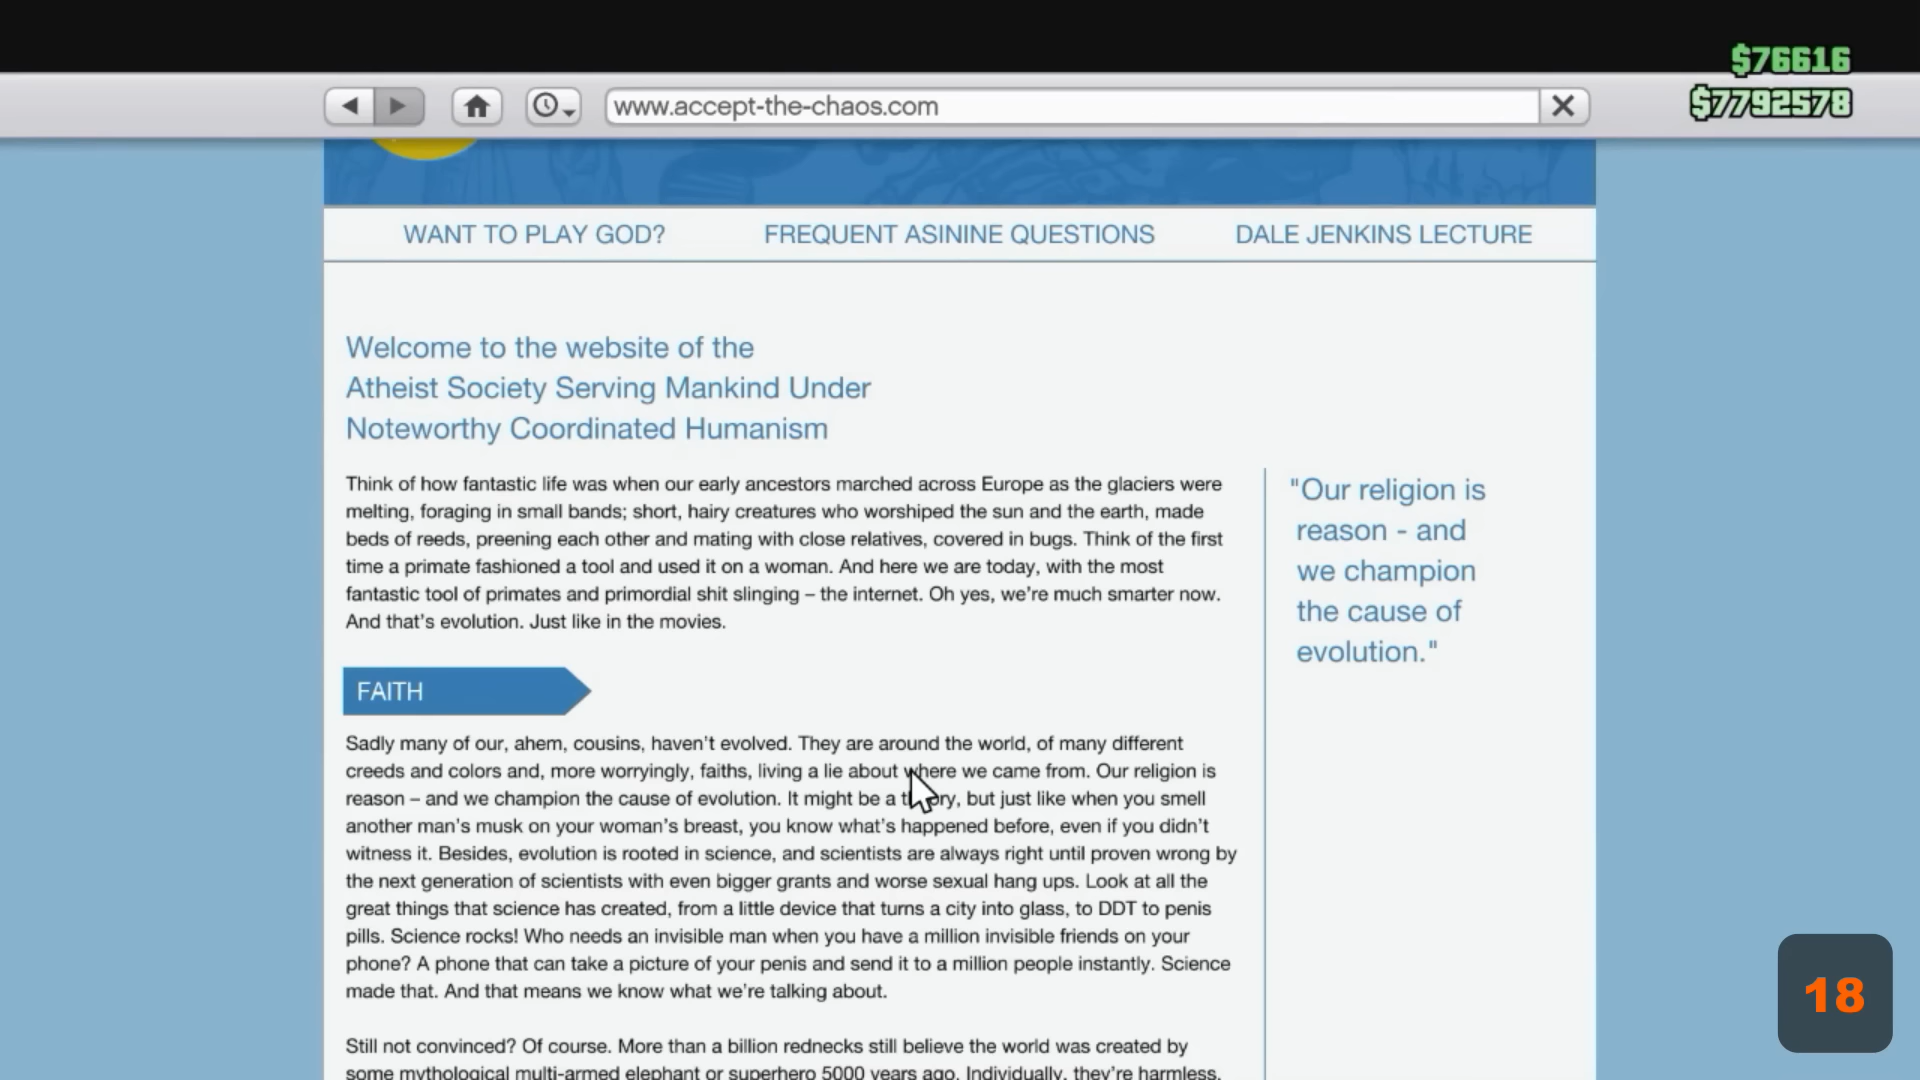 $76616
www.accept-the-chaos.com
$7792578
WANT TO PLAY GOD?
FREQUENT ASININE QUESTIONS
DALE JENKINS LECTURE
Welcome to the website of the
Atheist Society Serving Mankind Under
Noteworthy Coordinated Humanism
Think of how fantastic life was when our early ancestors marched across Europe as the glaciers were
melting, foraging in small bands; short, hairy creatures who worshiped the sun and the earth, made
beds of reeds, preening each other and mating with close relatives, covered in bugs. Think of the first
time a primate fashioned a tool and used it on a woman. And here we are today, with the most
fantastic tool of primates and primordial shit slinging – the internet. Oh yes, we're much smarter now.
And that's evolution. Just like in the movies.
"Our religion is
reason - and
we champion
the cause of
evolution."
FAITH
Sadly many of our, ahem, cousins, haven't evolved. They are around the world, of many different
creeds and colors and, more worryingly, faiths, living a lie about where we came from. Our religion is
reason – and we champion the cause of evolution. It might be a theory, but just like when you smell
another man's musk on your woman's breast, you know what's happened before, even if you didn't
witness it. Besides, evolution is rooted in science, and scientists are always right until proven wrong by
the next generation of scientists with even bigger grants and worse sexual hang ups. Look at all the
great things that science has created, from a little device that turns a city into glass, to DDT to penis
pills. Science rocks! Who needs an invisible man when you have a million invisible friends on your
phone? A phone that can take a picture of your penis and send it to a million people instantly. Science
made that. And that means we know what we're talking about.
Still not convinced? Of course. More than a billion rednecks still believe the world was created by
some mythological multi-armed elephant or superhero 5000 years ago. Individually, they're harmless.
18